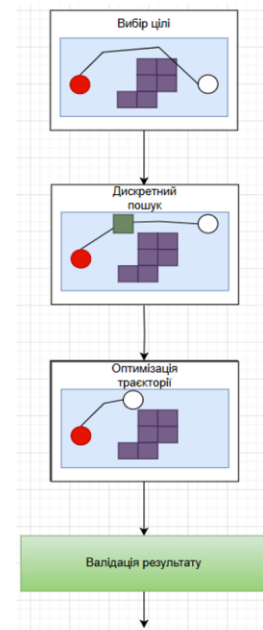 Вибір цілі
Дискретний
пошук
Оптимізація
траєкторії
Валідація результату